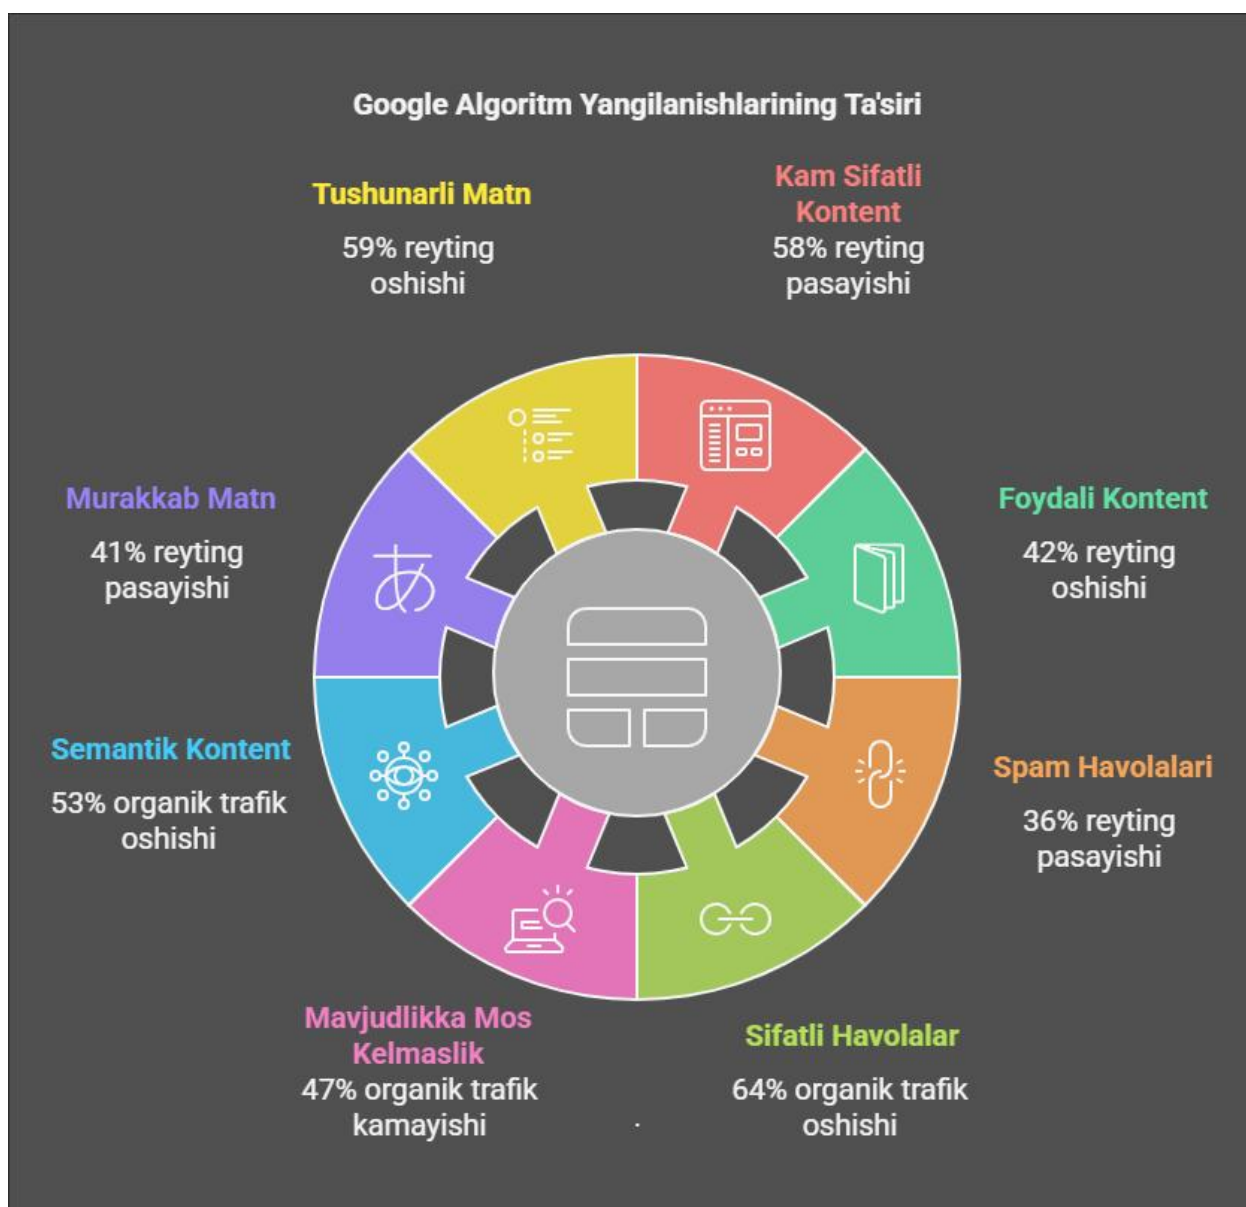 Google Algoritm Yangilanishlarining Ta'siri
Tushunarli Matn
59% reyting
oshishi
Kam Sifatli
Kontent
58% reyting
pasayishi
Murakkab Matn
41% reyting
pasayishi
Foydali Kontent
42% reyting
oshishi
あ
Semantik Kontent
53% organik trafik
oshishi
Spam Havolalari
36% reyting
pasayishi
Mavjudlikka Mos
Kelmaslik
47% organik trafik
kamayishi
Sifatli Havolalar
64% organik trafik
oshishi